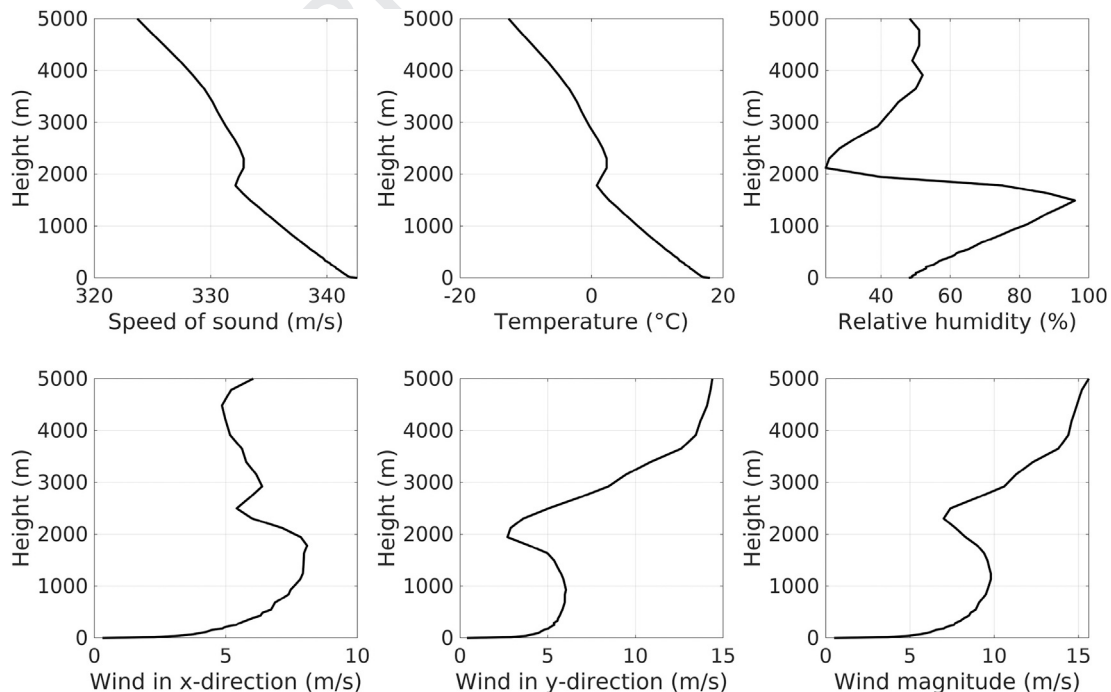 5000 5000 5000
4000 4000 4000
3000 3000 3000
2000 2000 2000
1000 1000 1000
0 0 0
Height (m) Height (m) Height (m)
320 330 340 -20 0 20 40 60 80 100
Speed of sound (m/s) Temperature (°C) Relative humidity (%)
5000 5000 5000
4000 4000 4000
3000 3000 3000
2000 2000 2000
1000 1000 1000
0 0 0
Height (m) Height (m) Height (m)
0 5 10 0 5 10 15 0 5 10 15
Wind in x-direction (m/s) Wind in y-direction (m/s) Wind magnitude (m/s)